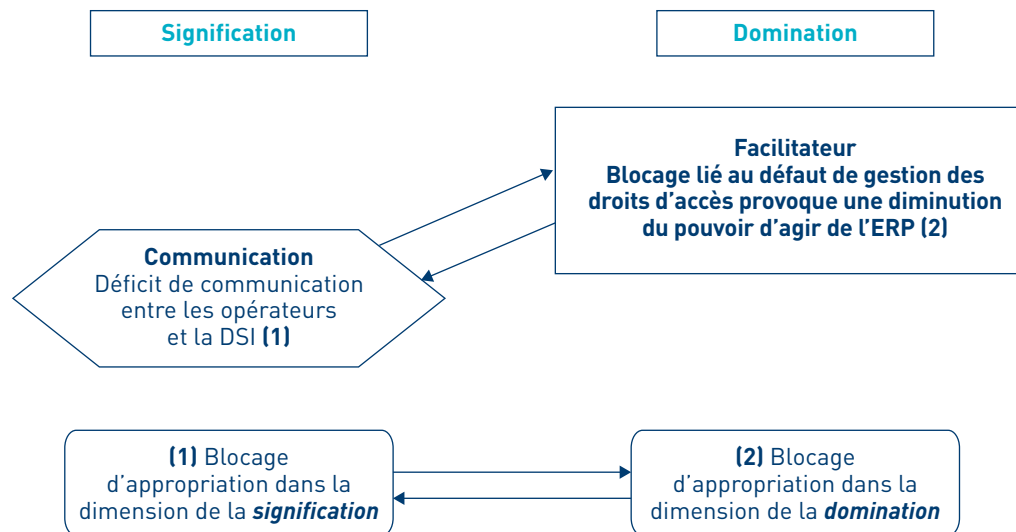 Signification
Domination
Facilitateur
Blocage lié au défaut de gestion des
droits d’accès provoque une diminution
du pouvoir d’agir de l’ERP (2)
Communication
Déficit de communication
entre les opérateurs
et la DSI (1)
(1) Blocage
d’appropriation dans la
dimension de la signification
(2) Blocage
d’appropriation dans la
dimension de la domination